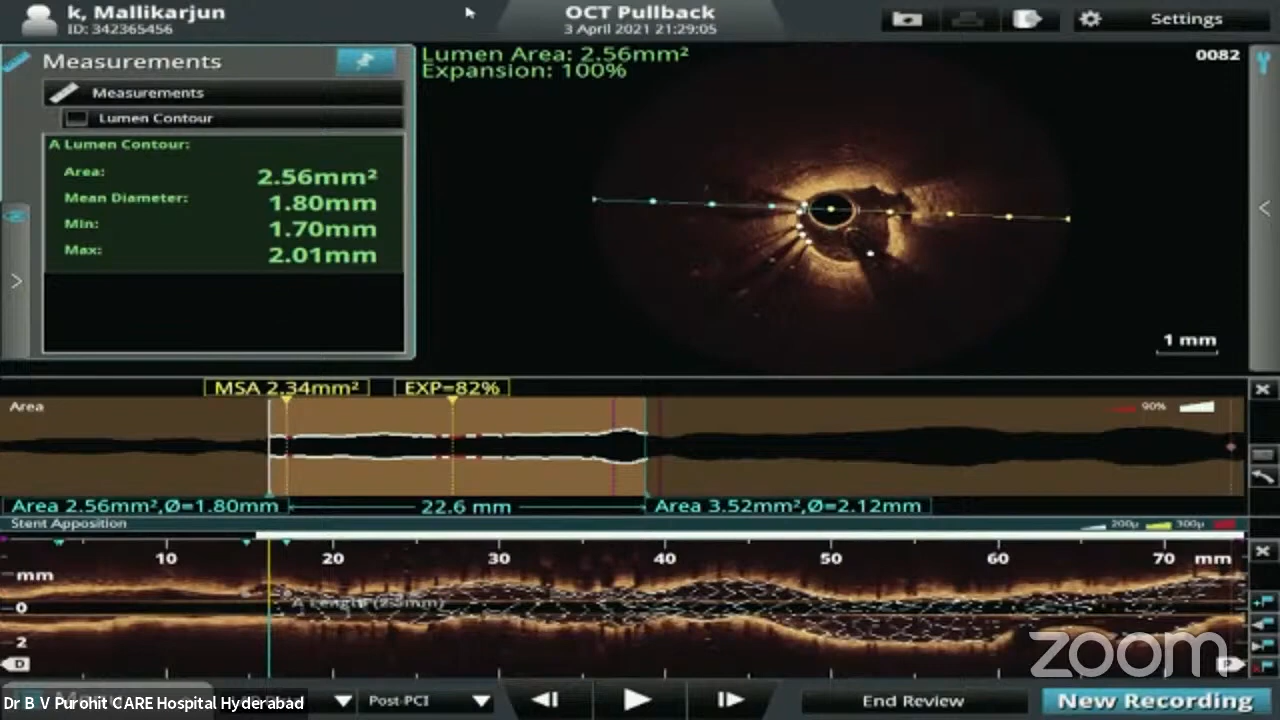 k, Mallikarjun
ID: 342365456
OCT Pullback
3 April 2021 21:29:05
Settings
Measurements
Measurements
Lumen Contour
A Lumen Contour:
Area: 2.56mm²
Mean Diameter: 1.80mm
Min: 1.70mm
Max: 2.01mm
Lumen Area: 2.56mm²
Expansion: 100%
0082
1 mm
MSA 2.34mm²
EXP=82%
Area
90%
Area 2.56mm²,Ø=1.80mm
22.6 mm
Area 3.52mm²,Ø=2.12mm
Stent Apposition
200µ
300µ
10 20 30 40 50 60 70 mm
mm
0
2
D
zoom
Dr B V Purohit CARE Hospital Hyderabad
Post-PCI
End Review
New Recording